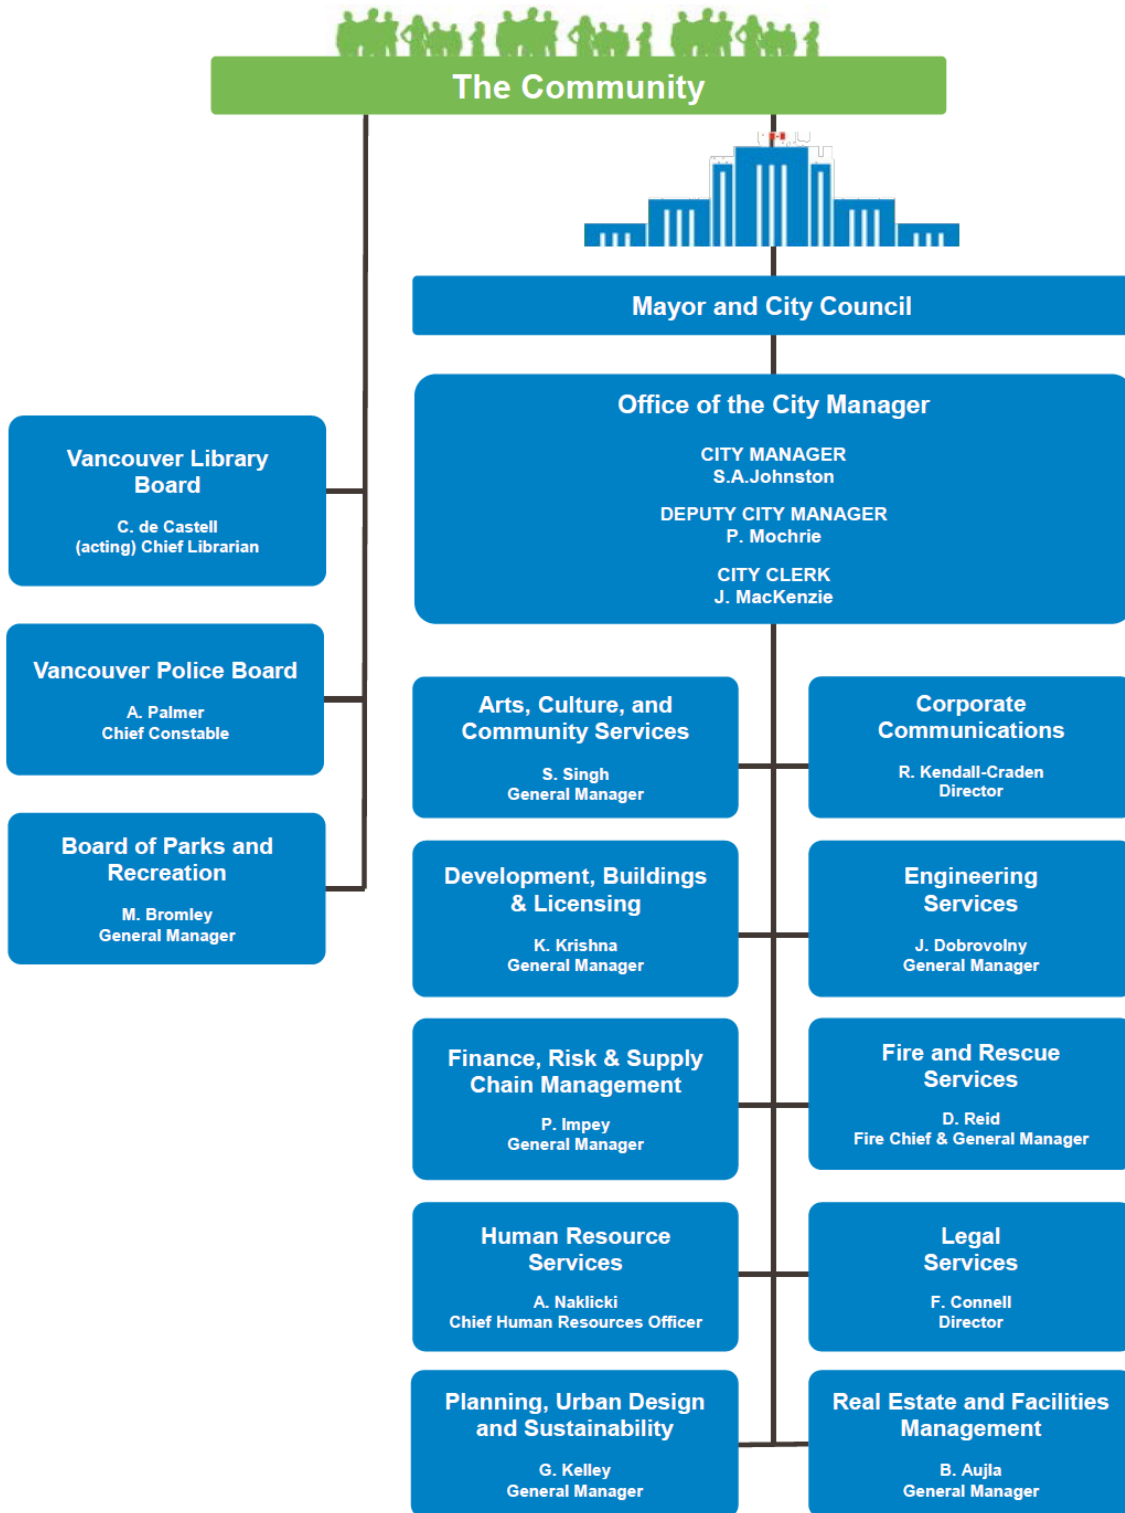 The Community
Mayor and City Council
Office of the City Manager
CITY MANAGER
S.A.Johnston
DEPUTY CITY MANAGER
P. Mochrie
CITY CLERK
J. MacKenzie
Vancouver Library
Board
C. de Castell
(acting) Chief Librarian
Vancouver Police Board
A. Palmer
Chief Constable
Board of Parks and
Recreation
M. Bromley
General Manager
Arts, Culture, and
Community Services
S. Singh
General Manager
Corporate
Communications
R. Kendall-Craden
Director
Development, Buildings
& Licensing
K. Krishna
General Manager
Engineering
Services
J. Dobrovolny
General Manager
Finance, Risk & Supply
Chain Management
P. Impey
General Manager
Fire and Rescue
Services
D. Reid
Fire Chief & General Manager
Human Resource
Services
A. Naklicki
Chief Human Resources Officer
Legal
Services
F. Connell
Director
Planning, Urban Design
and Sustainability
G. Kelley
General Manager
Real Estate and Facilities
Management
B. Aujla
General Manager